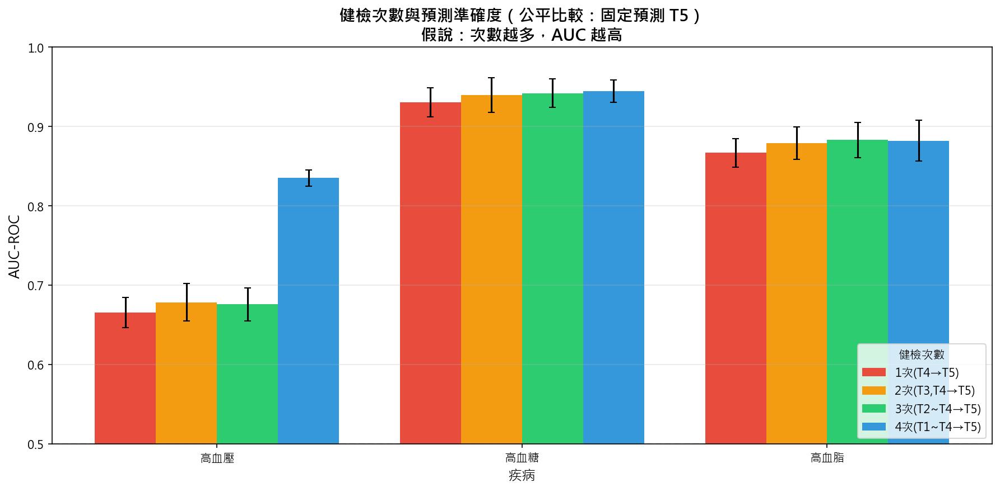 健檢次數與預測準確度（公平比較：固定預測 T5）
假說：次數越多，AUC 越高
1.0
0.9
0.8
0.7
0.6
0.5
AUC-ROC
高血壓
高血糖
高血脂
疾病
健檢次數
1次(T4→T5)
2次(T3,T4→T5)
3次(T2~T4→T5)
4次(T1~T4→T5)